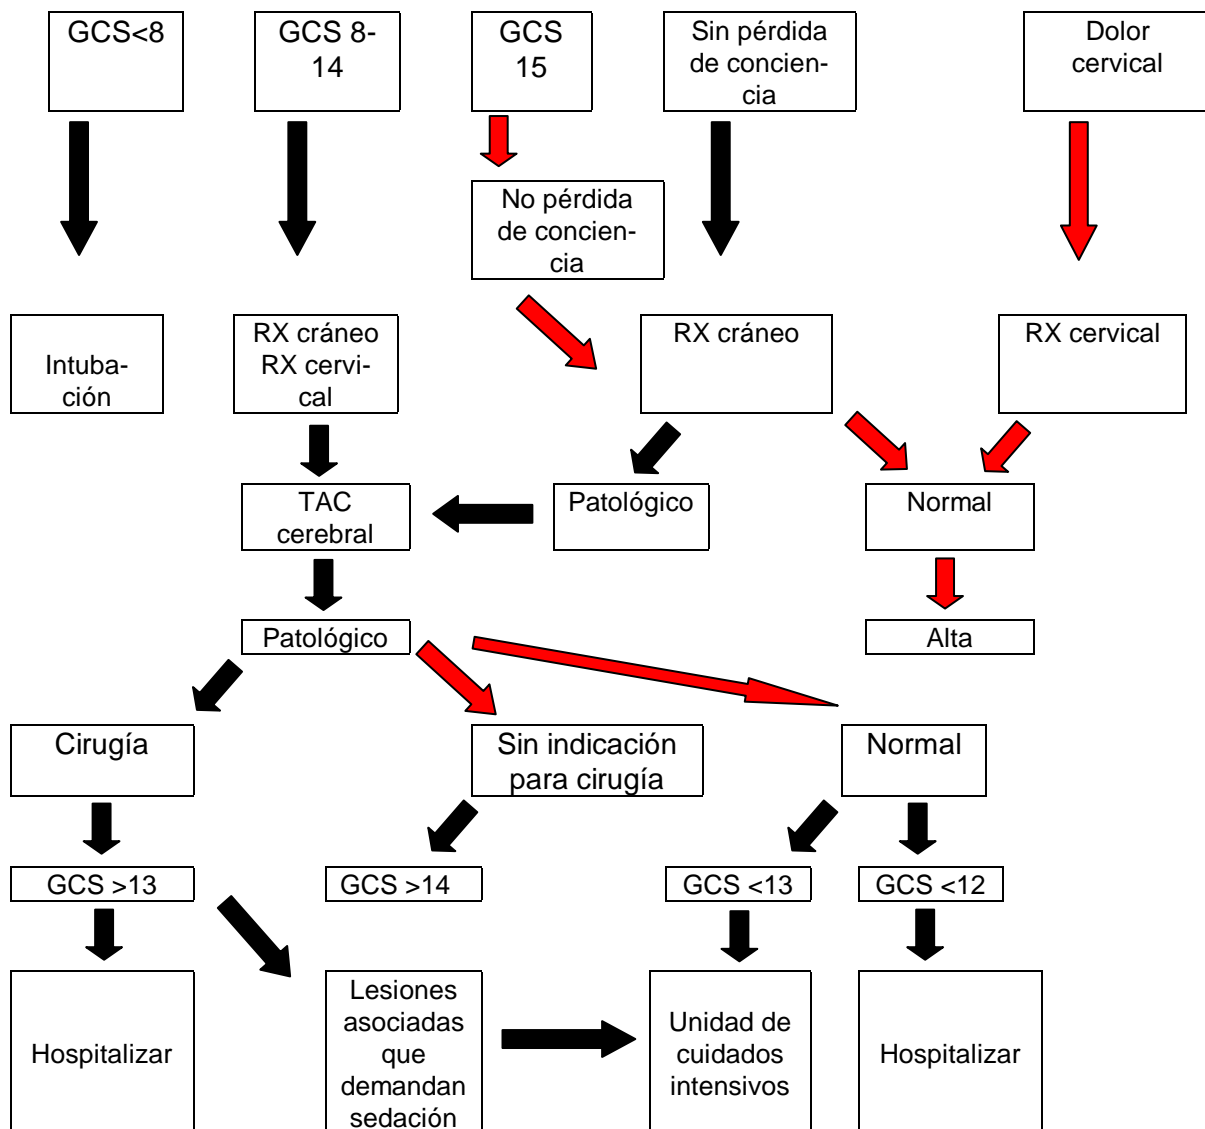 GCS<8
GCS 8-
14
GCS
15
Sin pérdida
de concien-
cia
Dolor
cervical
No pérdida
de concien-
cia
Intuba-
ción
RX cráneo
RX cervi-
cal
RX cráneo
RX cervical
TAC
cerebral
Patológico
Normal
Patológico
Alta
Cirugía
Sin indicación
para cirugía
Normal
GCS >13
GCS >14
GCS <13
GCS <12
Hospitalizar
Lesiones
asociadas
que
demandan
sedación
Unidad de
cuidados
intensivos
Hospitalizar